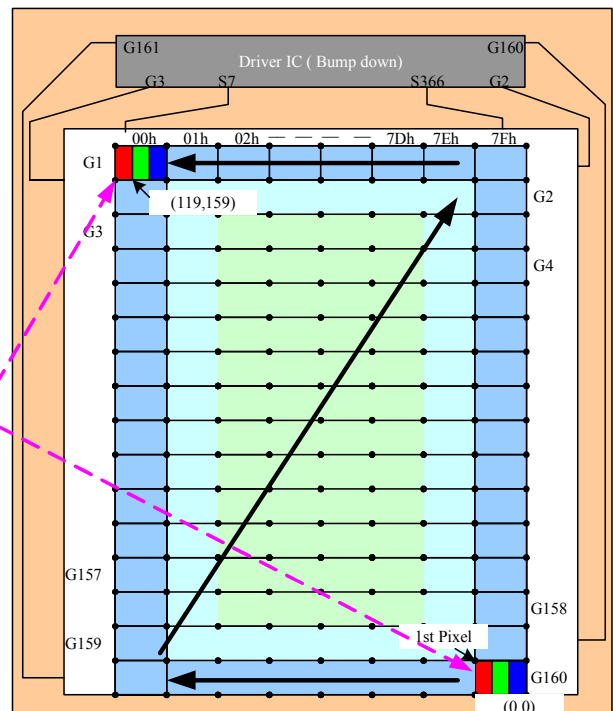 G161
G160
Driver IC ( Bump down)
G3
S7
S366
G2
00h
01h
02h
7Dh
7Eh
7Fh
G1
(119,159)
G2
G3
G4
G157
G158
1st Pixel
G159
G160
(0,0)